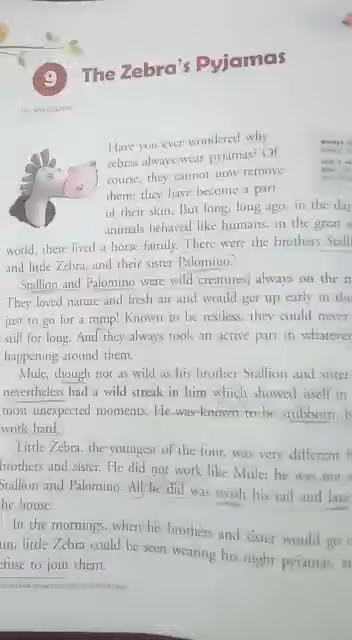 9 The Zebra's Pyjamas
Have you ever wondered why
zebras always wear pyjamas? Of
course, they cannot now remove
them; they have become a part
of their skin. But long, long ago, in the day
animals behaved like humans, in the great
world, there lived a horse family. There were the brothers Stall
and little Zebra, and their sister Palomino.
Stallion and Palomino were wild creatures, always on the
They loved nature and fresh air and would get up early in
just to go for a romp! Known to be restless, they could never
still for long. And they always took an active part in whatever
happening around them.
Mule, though not as wild as his brother Stallion and sister
nevertheless had a wild streak in him which showed itself in
most unexpected moments. He was known to be stubborn,
work hard.
Little Zebra, the youngest of the four, was very different
brothers and sister. He did not work like Mule; he was not
Stallion and Palomino. All he did was swish his tail and
he house.
In the mornings, when he brothers and sister would go
un, little Zebra could be seen wearing his night pyjamas,
efuse to join them.